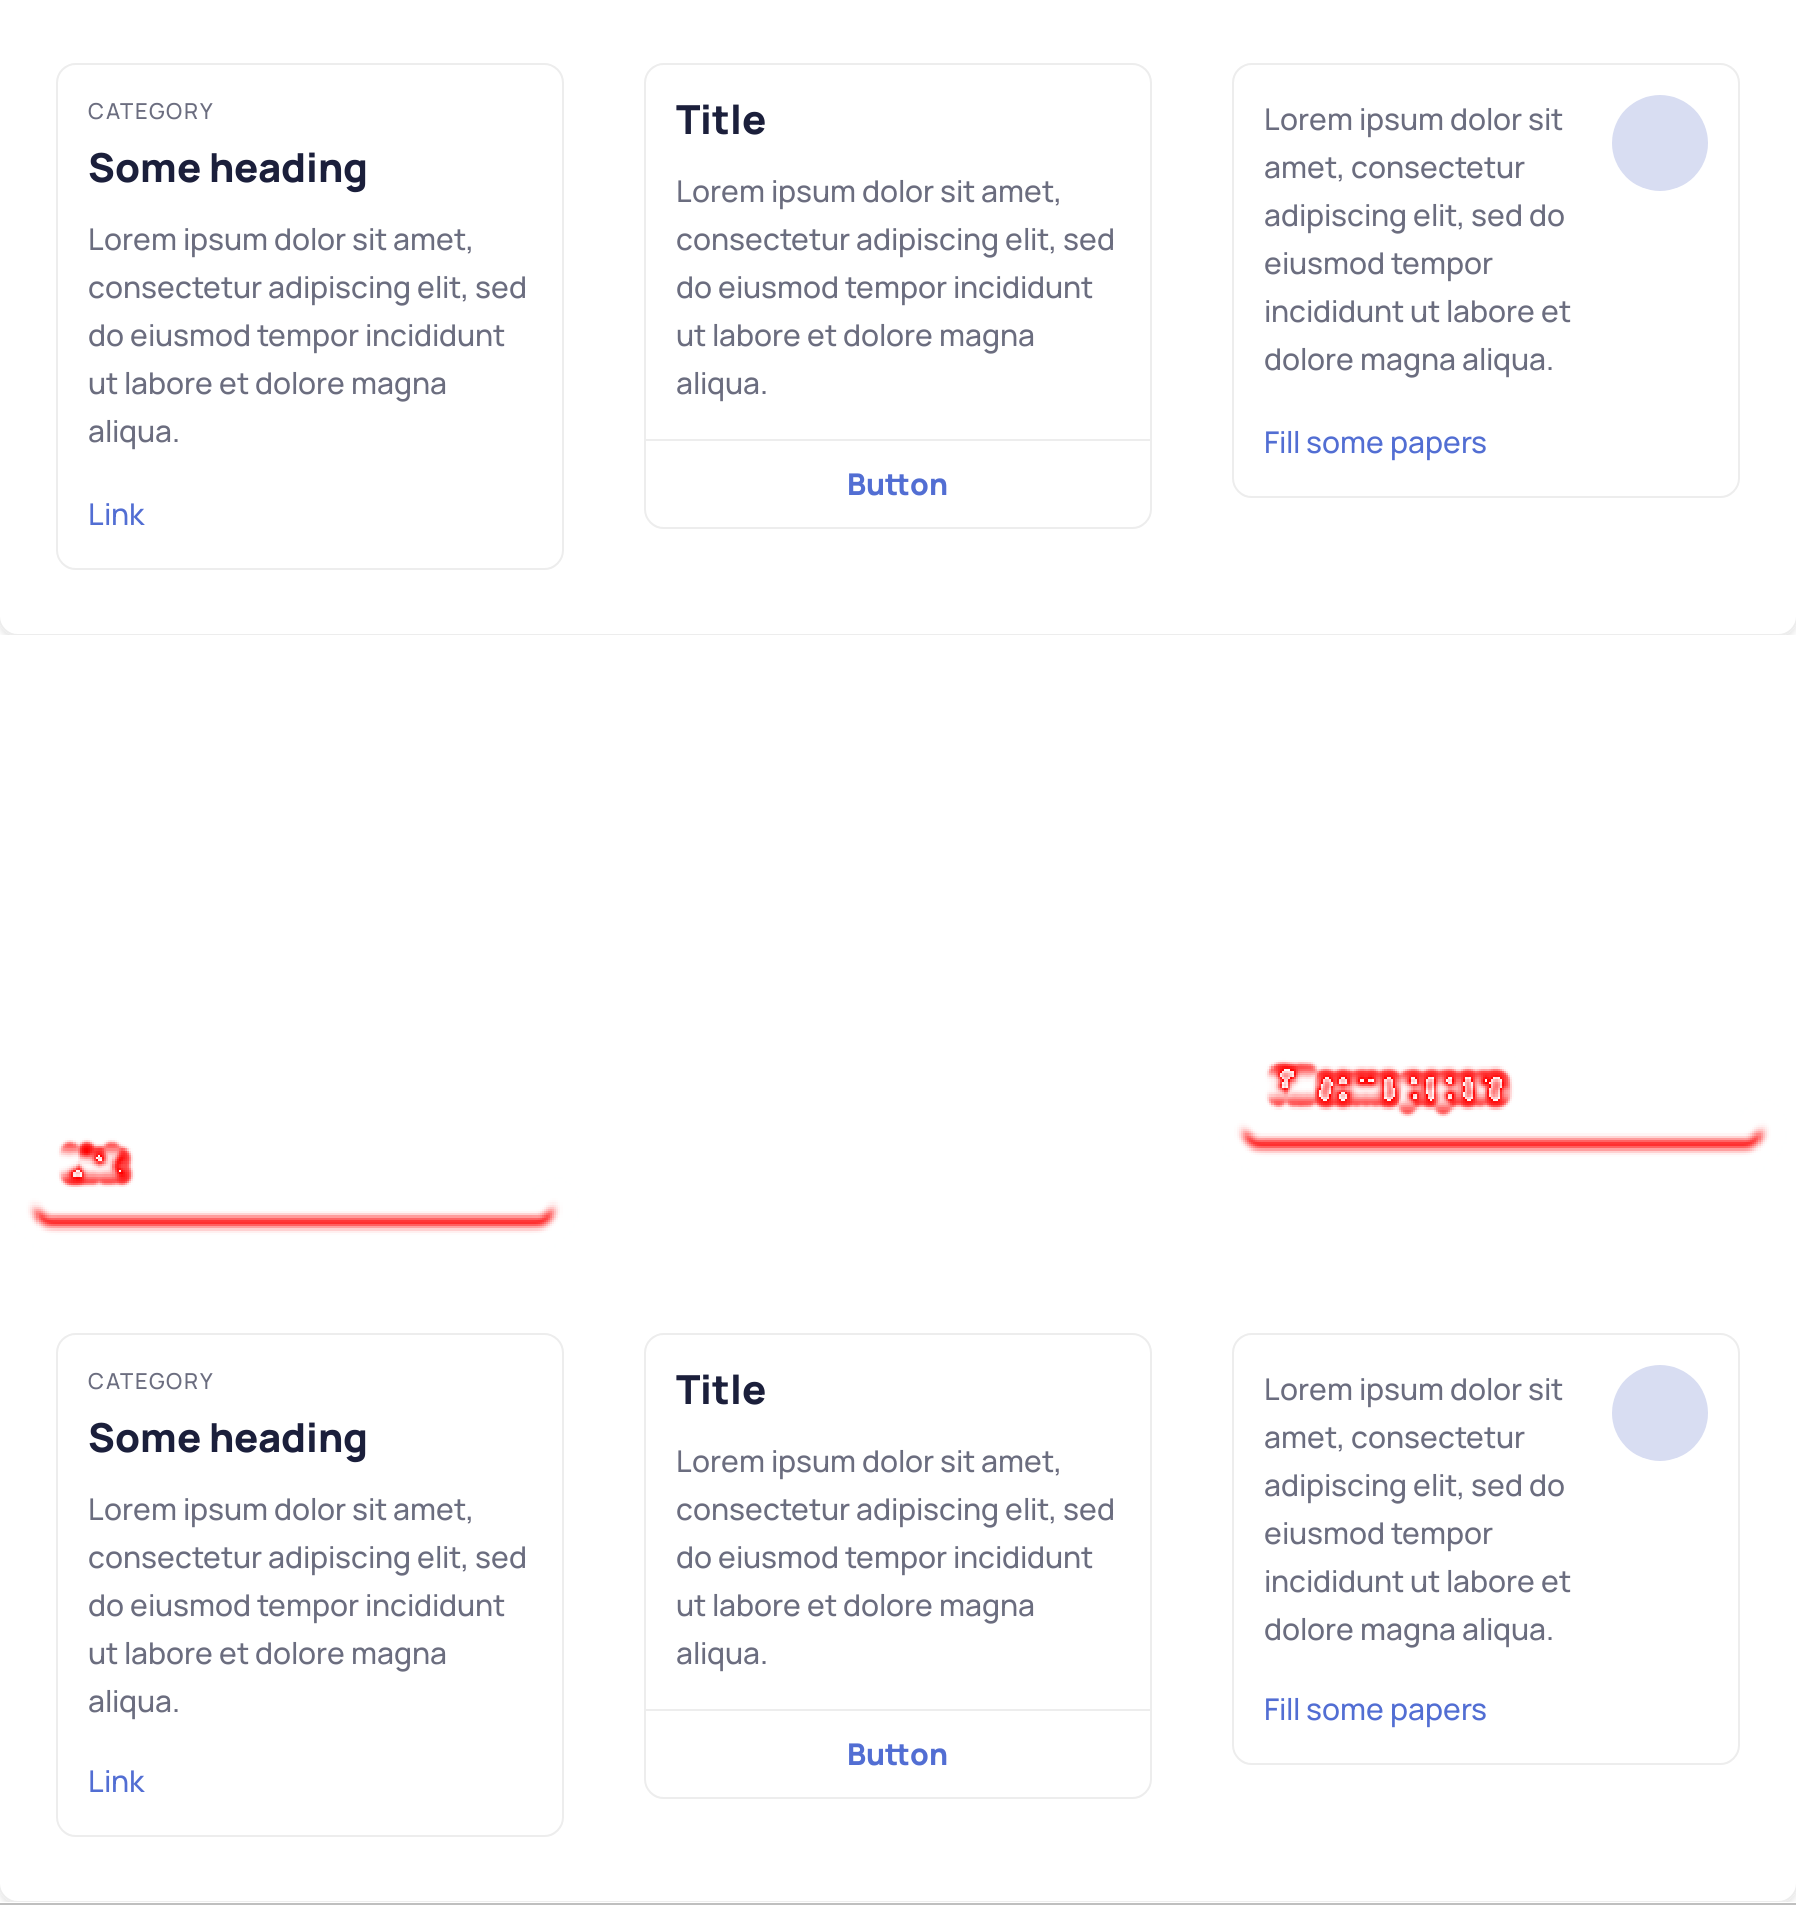 CATEGORY
Some heading
Lorem ipsum dolor sit amet,
consectetur adipiscing elit, sed
do eiusmod tempor incididunt
ut labore et dolore magna
aliqua.
Link
Title
Lorem ipsum dolor sit amet,
consectetur adipiscing elit, sed
do eiusmod tempor incididunt
ut labore et dolore magna
aliqua.
Button
Lorem ipsum dolor sit
amet, consectetur
adipiscing elit, sed do
eiusmod tempor
incididunt ut labore et
dolore magna aliqua.
Fill some papers
CATEGORY
Some heading
Lorem ipsum dolor sit amet,
consectetur adipiscing elit, sed
do eiusmod tempor incididunt
ut labore et dolore magna
aliqua.
Link
Title
Lorem ipsum dolor sit amet,
consectetur adipiscing elit, sed
do eiusmod tempor incididunt
ut labore et dolore magna
aliqua.
Button
Lorem ipsum dolor sit
amet, consectetur
adipiscing elit, sed do
eiusmod tempor
incididunt ut labore et
dolore magna aliqua.
Fill some papers